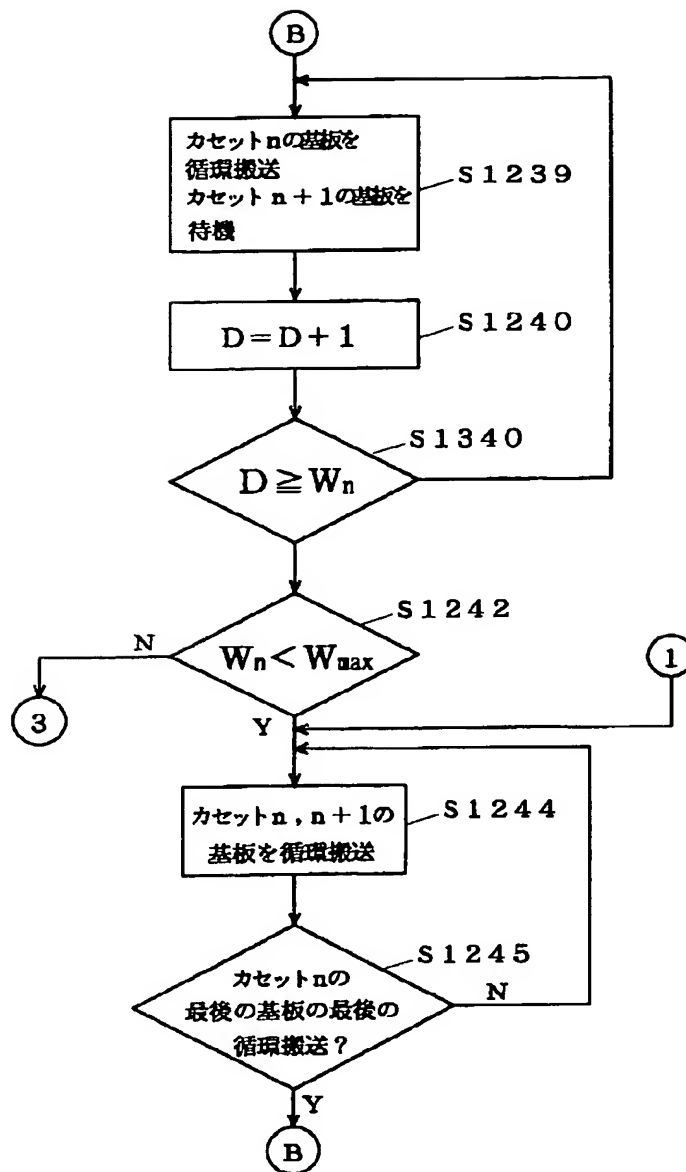 B
カセットnの基板を
循環搬送
カセットn+1の基板を
待機
S1239
D=D+1
S1240
S1340
D≧Wn
S1242
N
Wn<Wmax
1
3
Y
カセットn,n+1の
基板を循環搬送
S1244
S1245
カセットnの
最後の基板の最後の
循環搬送?
N
Y
B